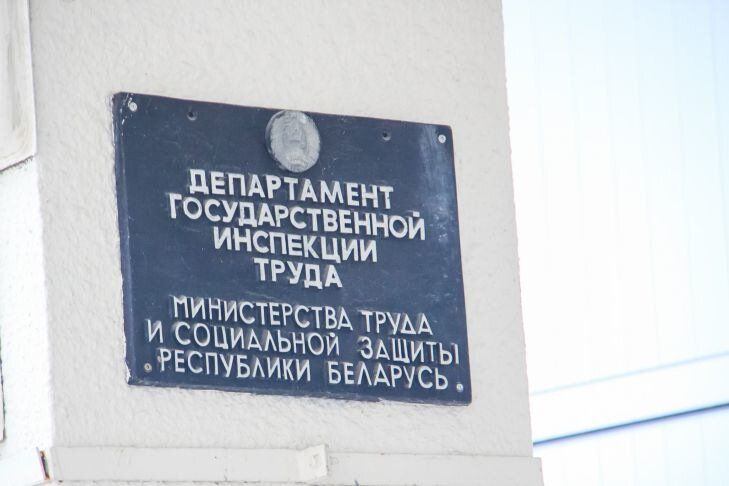 ДЕПАРТАМЕНТ
ГОСУДАРСТВЕННОЙ
ИНСПЕКЦИИ
ТРУДА
МИНИСТЕРСТВА ТРУДА
И СОЦИАЛЬНОЙ ЗАЩИТЫ
РЕСПУБЛИКИ БЕЛАРУСЬ